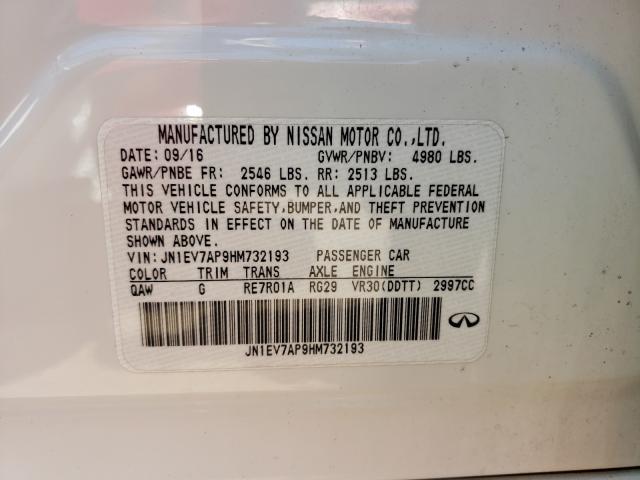 MANUFACTURED BY NISSAN MOTOR CO.,LTD.
DATE: 09/16 GVWR/PNBV: 4980 LBS.
GAWR/PNBE FR: 2546 LBS. RR: 2513 LBS.
THIS VEHICLE CONFORMS TO ALL APPLICABLE FEDERAL
MOTOR VEHICLE SAFETY,BUMPER,AND THEFT PREVENTION
STANDARDS IN EFFECT ON THE DATE OF MANUFACTURE
SHOWN ABOVE.
VIN: JN1EV7AP9HM732193 PASSENGER CAR
COLOR TRIM TRANS AXLE ENGINE
QAW G RE7R01A RG29 VR30(DDTT) 2997CC
JN1EV7AP9HM732193